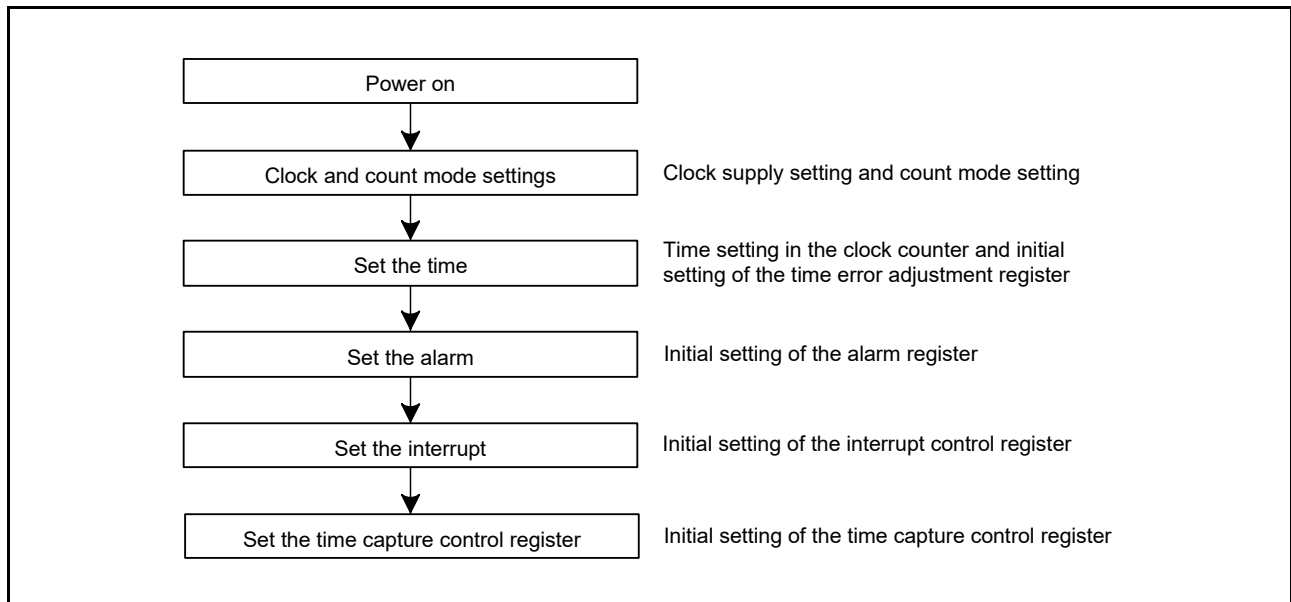 Power on
Clock and count mode settings
Clock supply setting and count mode setting
Set the time
Time setting in the clock counter and initial
setting of the time error adjustment register
Set the alarm
Initial setting of the alarm register
Set the interrupt
Initial setting of the interrupt control register
Set the time capture control register
Initial setting of the time capture control register